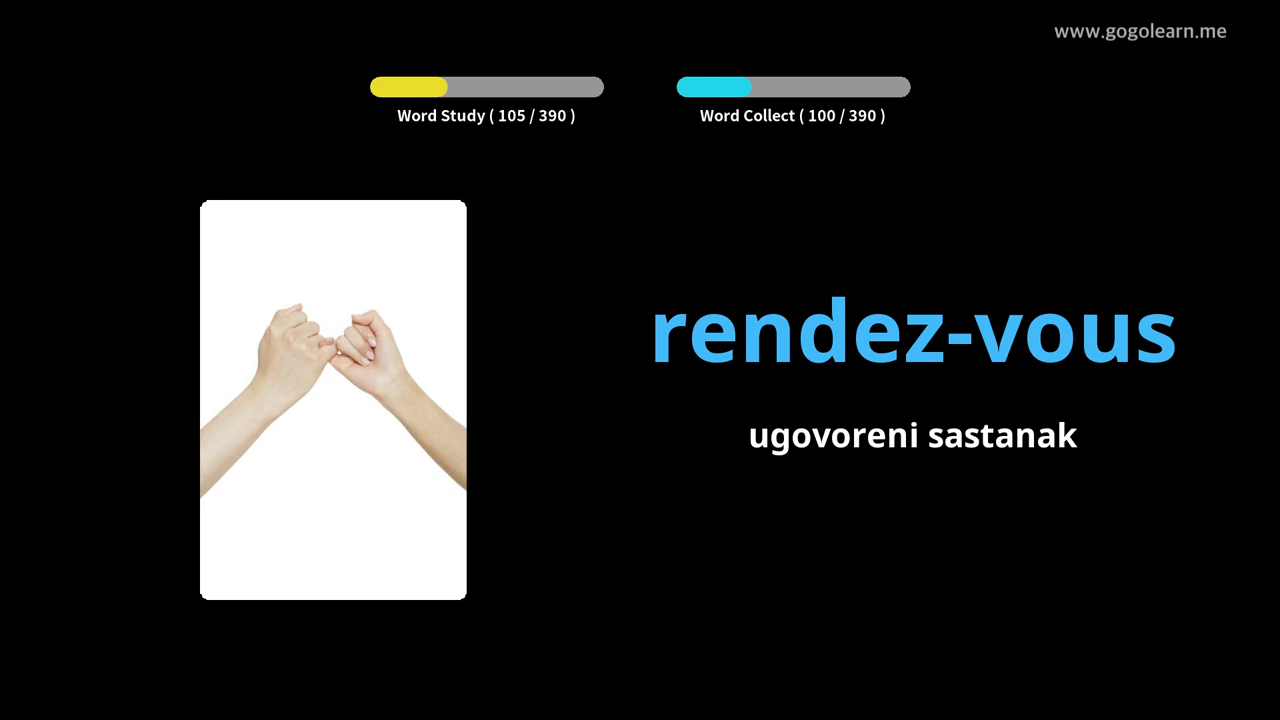 www.gogolearn.me
Word Study ( 105 / 390 )
Word Collect ( 100 / 390 )
rendez-vous
ugovoreni sastanak